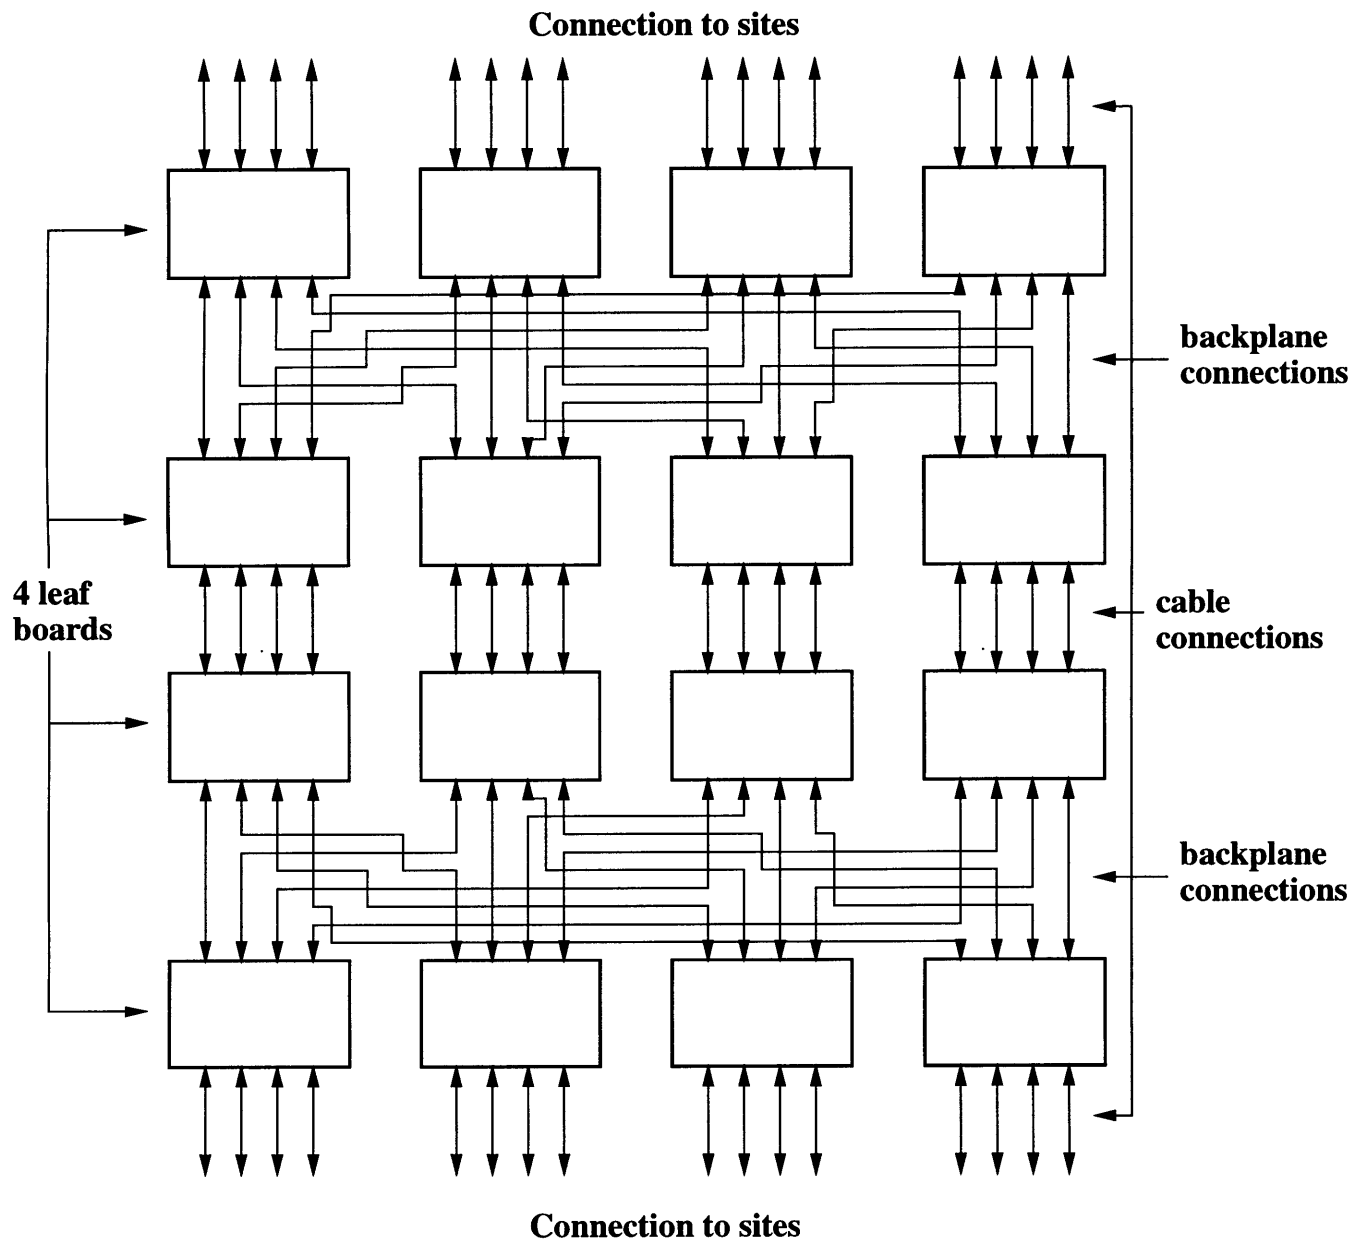 Connection to sites
backplane
connections
4 leaf
boards
cable
connections
backplane
connections
Connection to sites